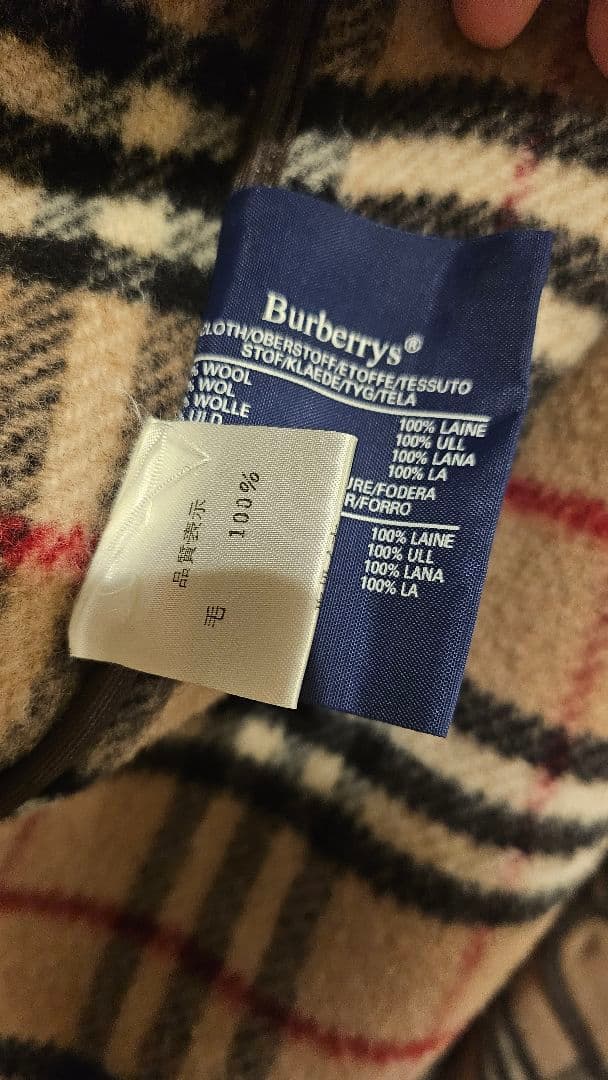 Burberrys®
CLOTH/OBERSTOFF/ETOFFE/TESSUTO
STOF/KLAEDE/TYG/TELA
WOOL 100% LAINE
WOL 100% ULL
WOLLE 100% LANA
ULD 100% LA
URE/FODERA
R/FORRO
100% LAINE
100% ULL
100% LANA
100% LA
品質表示
毛 100%